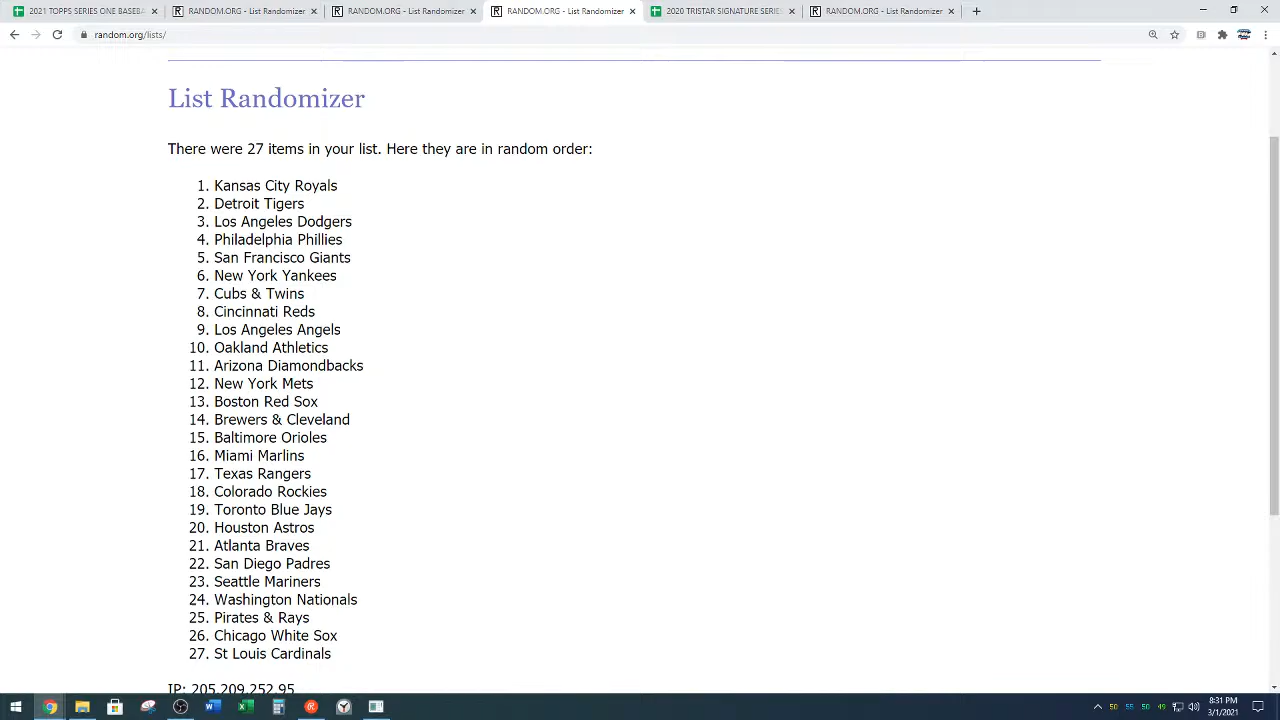 2021 TOPPS SERIES ONE BASEBA
RANDOM.ORG - List Randomizer
RANDOM.ORG - List Randomizer
RANDOM.ORG - List Randomizer
2020 TRISTAR SIGNATURE SERIES
RANDOM.ORG - List Randomizer
random.org/lists/
List Randomizer
There were 27 items in your list. Here they are in random order:
1. Kansas City Royals
2. Detroit Tigers
3. Los Angeles Dodgers
4. Philadelphia Phillies
5. San Francisco Giants
6. New York Yankees
7. Cubs & Twins
8. Cincinnati Reds
9. Los Angeles Angels
10. Oakland Athletics
11. Arizona Diamondbacks
12. New York Mets
13. Boston Red Sox
14. Brewers & Cleveland
15. Baltimore Orioles
16. Miami Marlins
17. Texas Rangers
18. Colorado Rockies
19. Toronto Blue Jays
20. Houston Astros
21. Atlanta Braves
22. San Diego Padres
23. Seattle Mariners
24. Washington Nationals
25. Pirates & Rays
26. Chicago White Sox
27. St Louis Cardinals
IP: 205.209.252.95
50 55 50 49
8:31 PM
3/1/2021